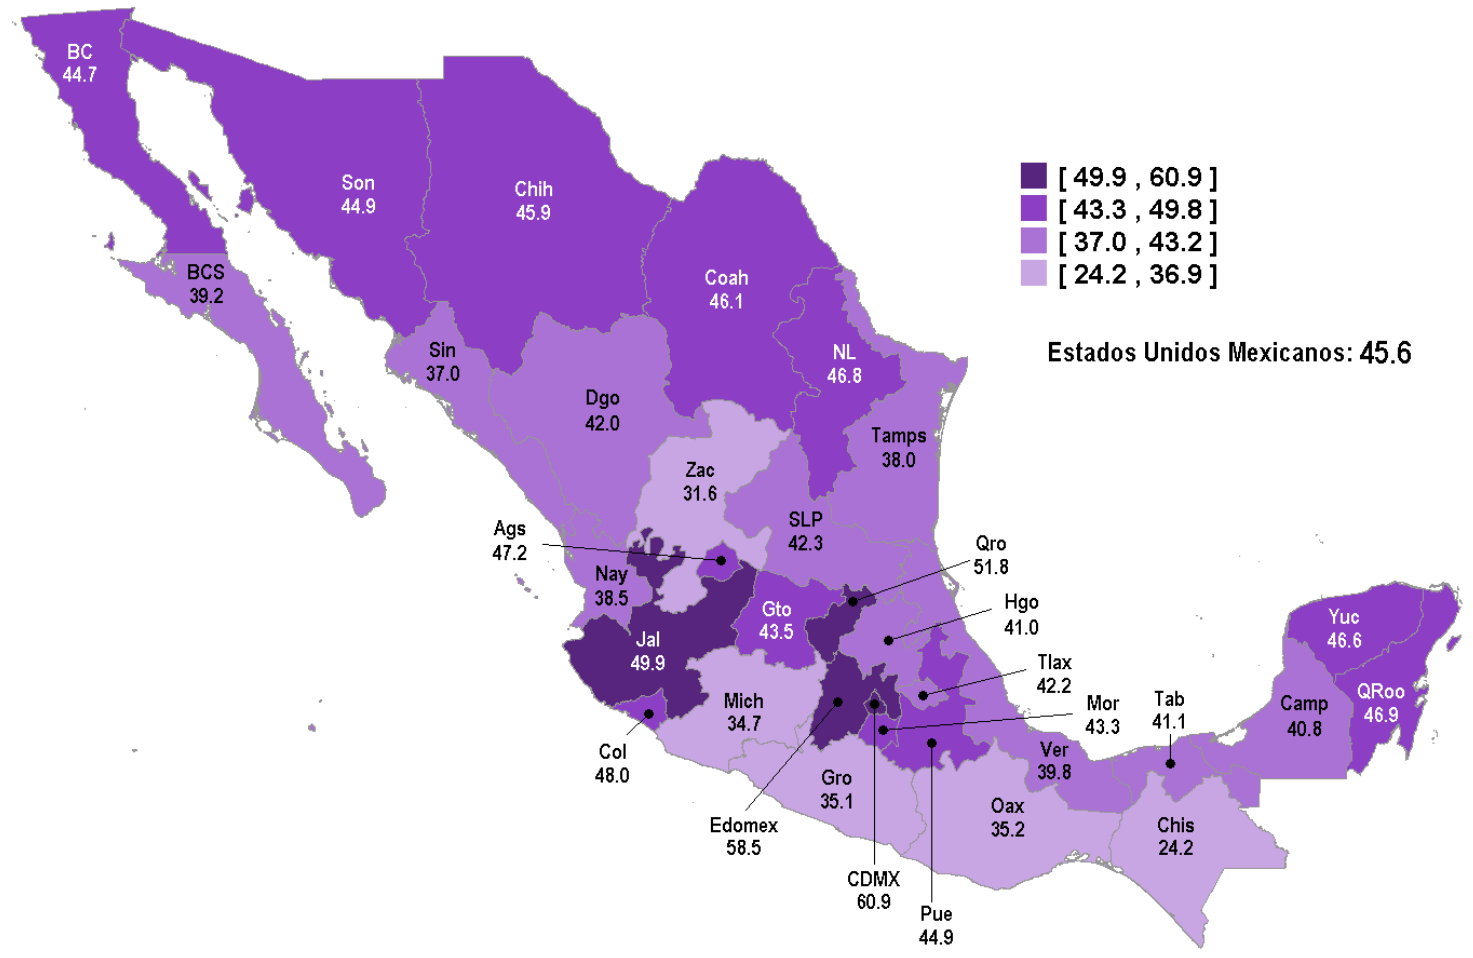 BC
44.7
Son
44.9
Chih
45.9
[ 49.9 , 60.9 ]
[ 43.3 , 49.8 ]
[ 37.0 , 43.2 ]
[ 24.2 , 36.9 ]
BCS
39.2
Coah
46.1
Estados Unidos Mexicanos: 45.6
Sin
37.0
NL
46.8
Dgo
42.0
Tamps
38.0
Zac
31.6
SLP
42.3
Ags
47.2
Qro
51.8
Nay
38.5
Gto
43.5
Hgo
41.0
Yuc
46.6
Jal
49.9
Tlax
42.2
Mich
34.7
Mor
43.3
Tab
41.1
Camp
40.8
QRoo
46.9
Col
48.0
Ver
39.8
Gro
35.1
Oax
35.2
Edomex
58.5
Chis
24.2
CDMX
60.9
Pue
44.9